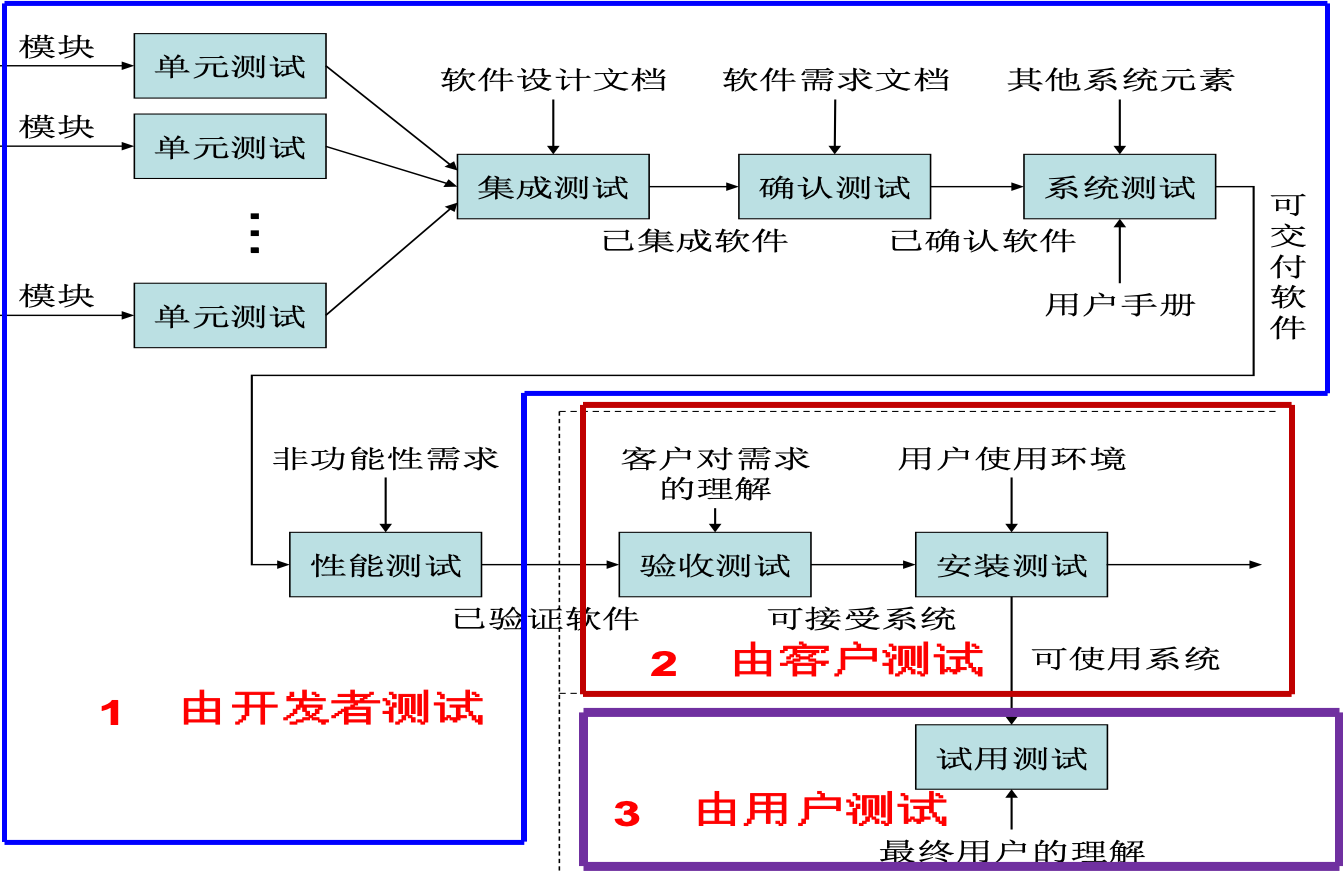 模块
单元测试
模块
单元测试
模块
单元测试
软件设计文档
集成测试
已集成软件
软件需求文档
确认测试
已确认软件
其他系统元素
系统测试
用户手册
可交付软件
非功能性需求
性能测试
已验证软件
客户对需求
的理解
验收测试
可接受系统
用户使用环境
安装测试
可使用系统
1 由开发者测试
2 由客户测试
试用测试
3 由用户测试
最终用户的理解